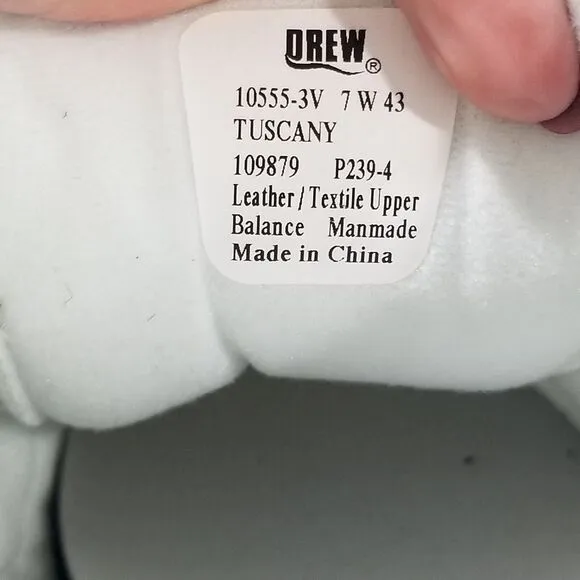 DREW®
10555-3V 7 W 43
TUSCANY
109879 P239-4
Leather / Textile Upper
Balance Manmade
Made in China